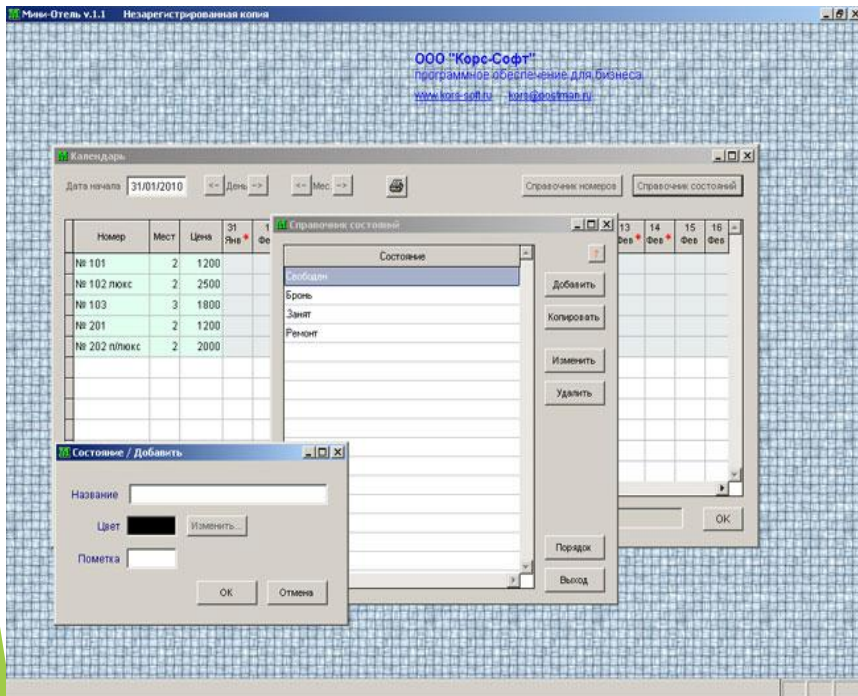 Мини-Отель v.1.1 Незарегистрированная копия
ООО "Корс-Софт"
программное обеспечение для бизнеса
www.kors-soft.ru kors@postman.ru
Календарь
Дата начала 31/01/2010 <- День -> <- Мес. -> Справочник номеров Справочник состояний
Номер Мест Цена 31 Янв 1 13 Фев 14 Фев 15 Фев 16 Фев
№ 101 2 1200
№ 102 люкс 2 2500
№ 103 3 1800
№ 201 2 1200
№ 202 п/люкс 2 2000
OK
Справочник состояний
Состояние
Свободен
Бронь
Занят
Ремонт
?
Добавить
Копировать
Изменить
Удалить
Порядок
Выход
Состояние / Добавить
Название
Цвет Изменить...
Пометка
OK Отмена